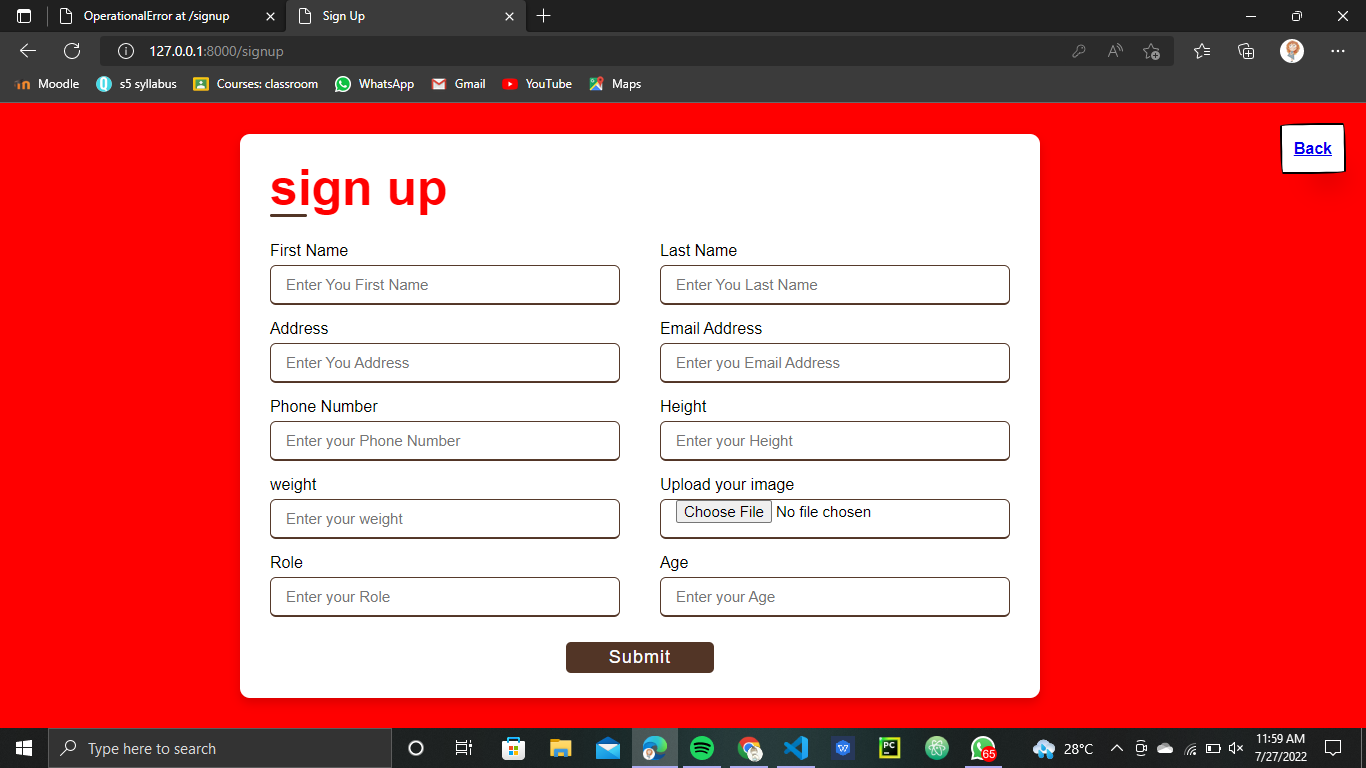 OperationalError at /signup
Sign Up
127.0.0.1:8000/signup
Moodle
s5 syllabus
Courses: classroom
WhatsApp
Gmail
YouTube
Maps
Back
sign up
First Name
Last Name
Enter You First Name
Enter You Last Name
Address
Email Address
Enter You Address
Enter you Email Address
Phone Number
Height
Enter your Phone Number
Enter your Height
weight
Upload your image
Enter your weight
Choose File No file chosen
Role
Age
Enter your Role
Enter your Age
Submit
Type here to search
PC
65
28°C
11:59 AM
7/27/2022